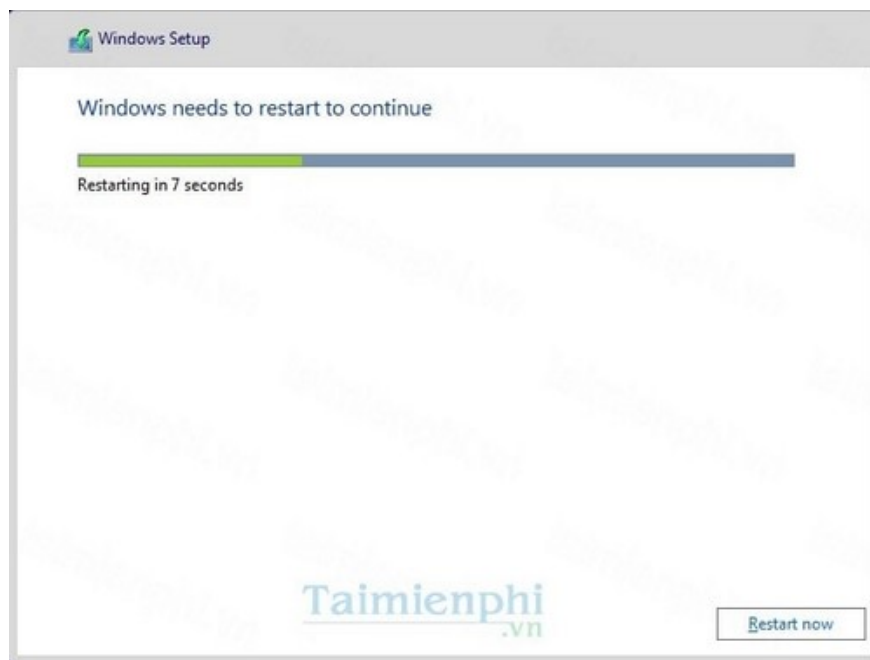 Windows Setup
Windows needs to restart to continue
Restarting in 7 seconds
Taimienphi
.vn
Restart now